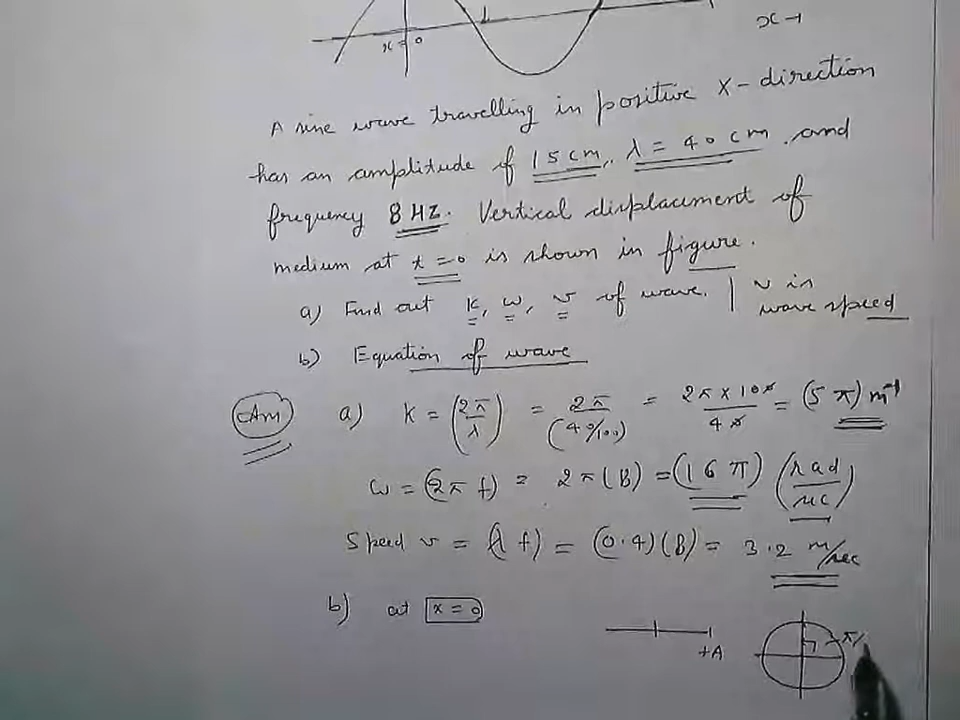 x = 0
x→
A sine wave travelling in positive X-direction
has an amplitude of 15 cm, λ = 40 cm and
frequency 8 HZ. Vertical displacement of
medium at t = 0 is shown in figure.
a) Find out k, ω, v of wave. | v is
wave speed
b) Equation of wave
Ans a) K = (2π/λ) = 2π/(40/100) = 2π x 100/40 = (5π) m⁻¹
ω = (2π f) = 2π(8) = (16π) (rad/sec)
Speed v = (λ f) = (0.4)(8) = 3.2 m/sec
b) at x = 0
+A
π/